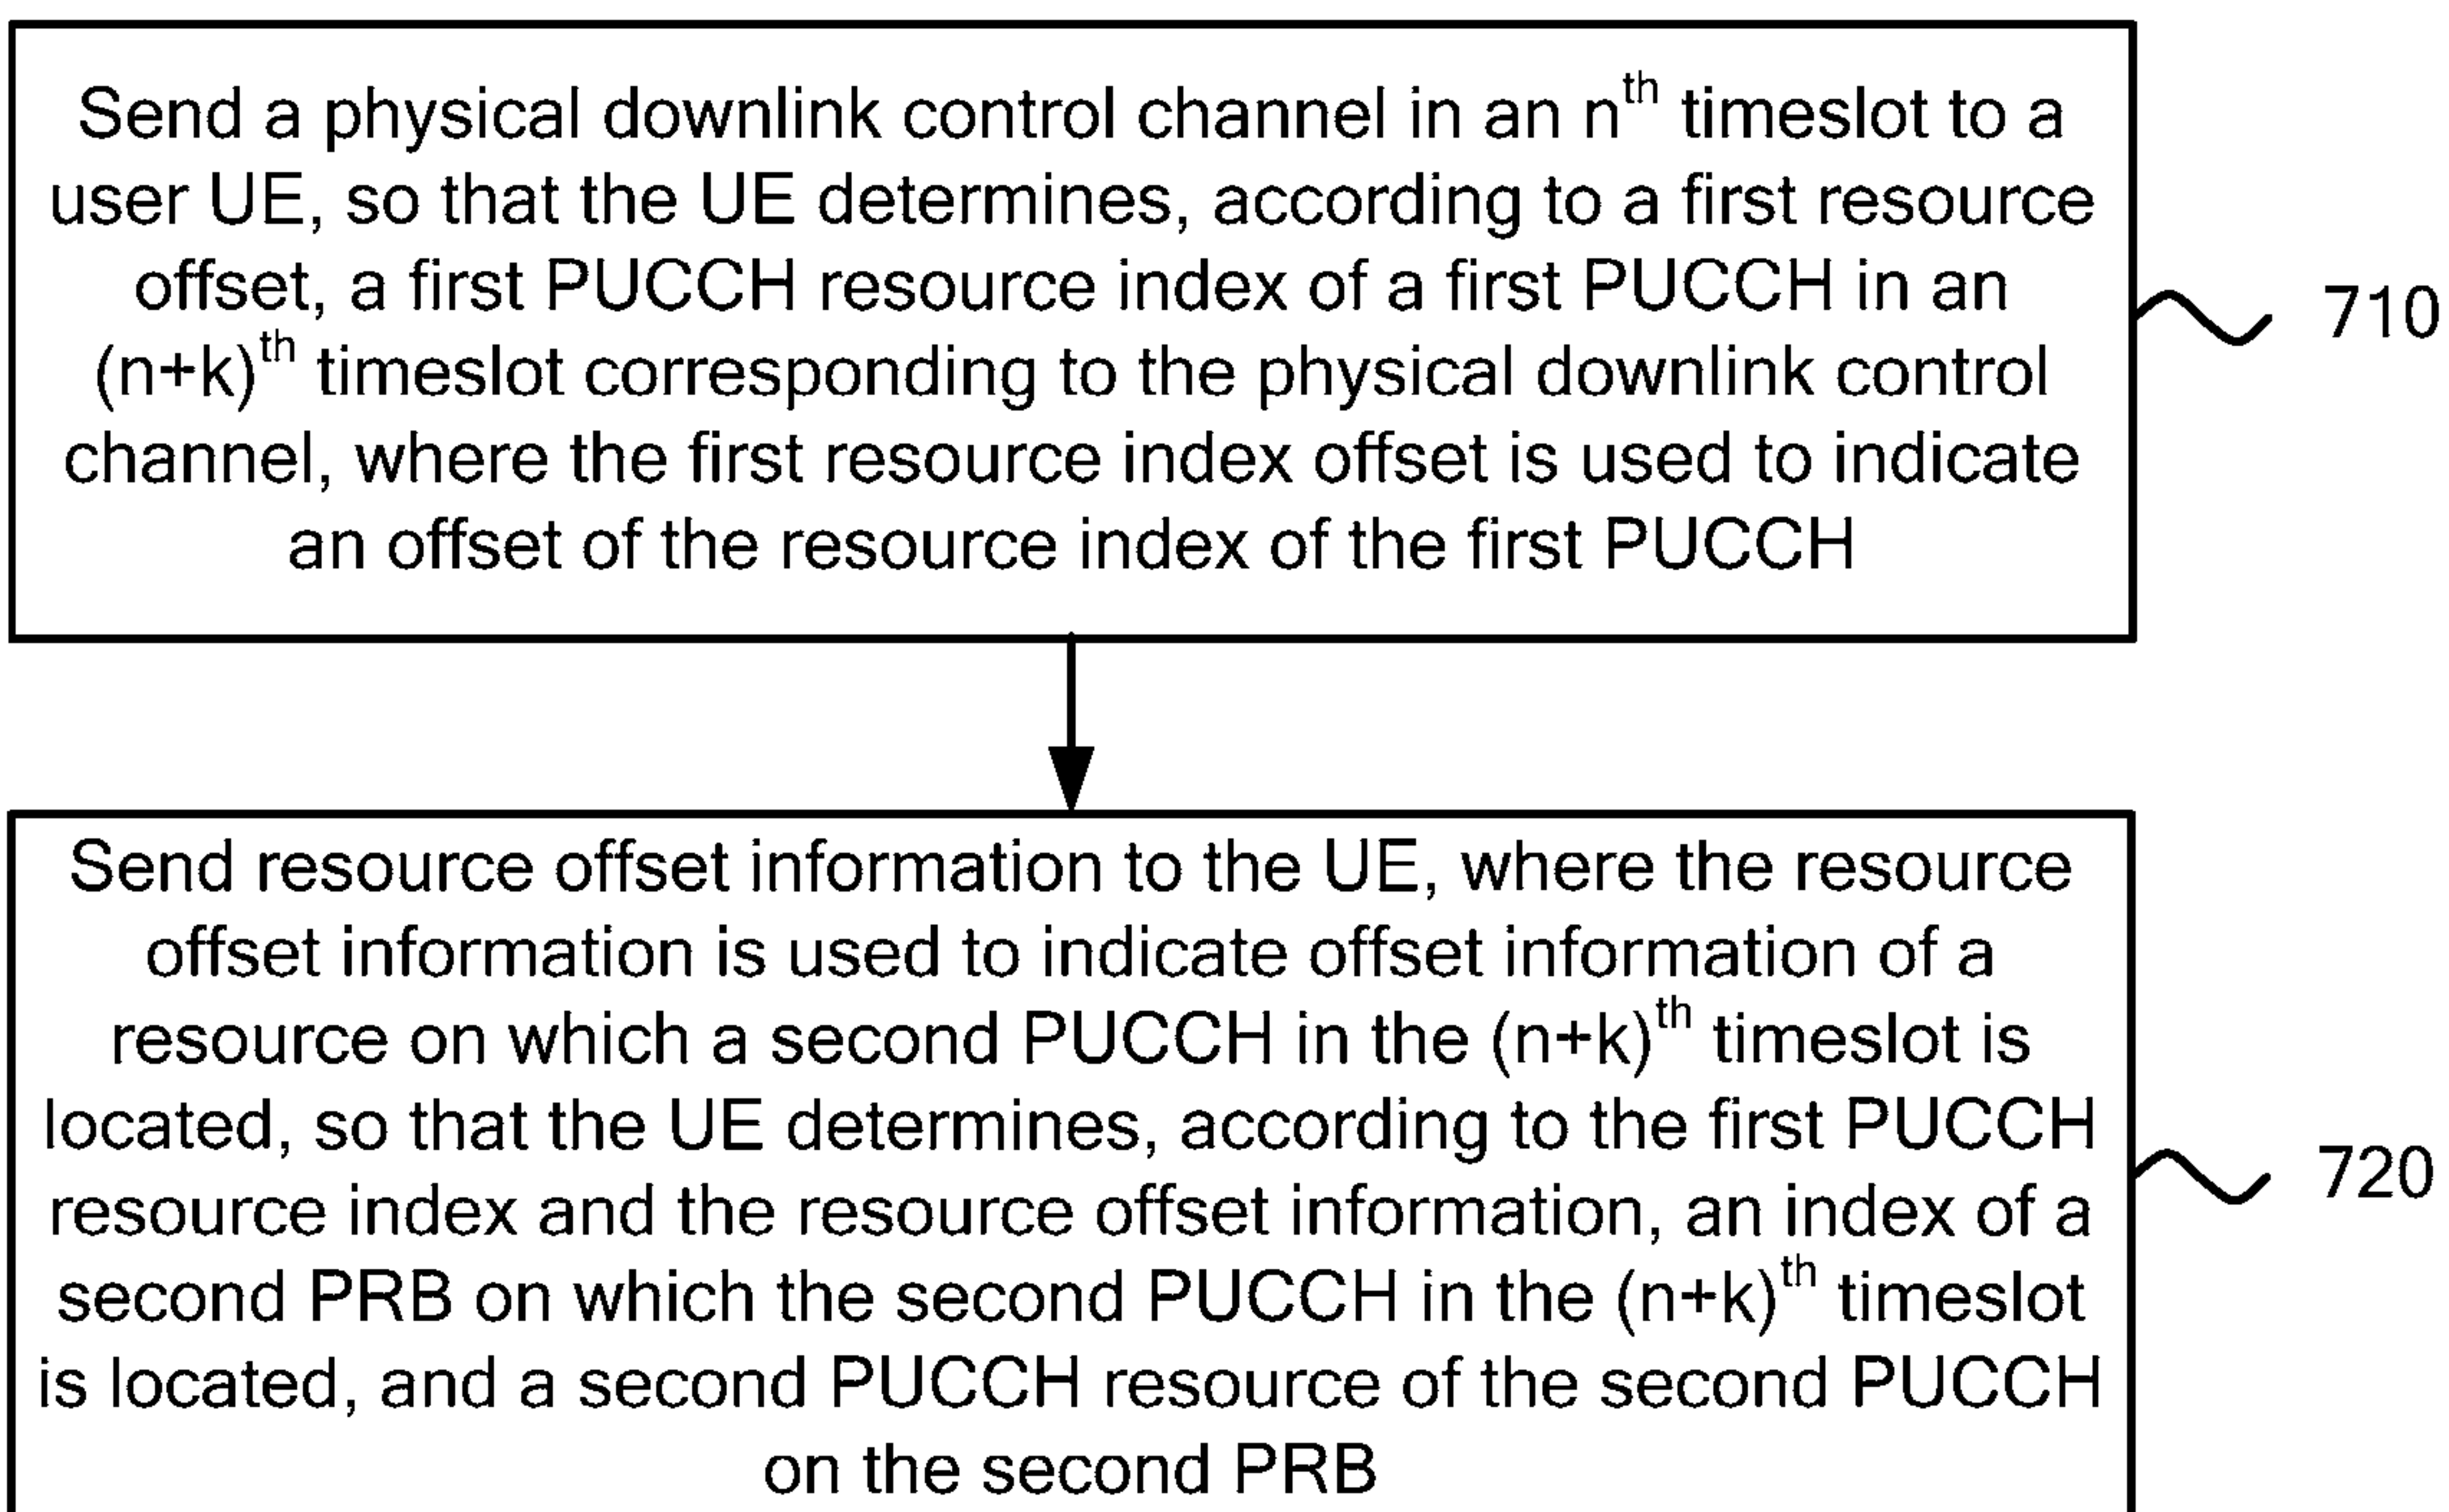 Send a physical downlink control channel in an nth timeslot to a
user UE, so that the UE determines, according to a first resource
offset, a first PUCCH resource index of a first PUCCH in an
(n+k)th timeslot corresponding to the physical downlink control
channel, where the first resource index offset is used to indicate
an offset of the resource index of the first PUCCH
710
Send resource offset information to the UE, where the resource
offset information is used to indicate offset information of a
resource on which a second PUCCH in the (n+k)th timeslot is
located, so that the UE determines, according to the first PUCCH
resource index and the resource offset information, an index of a
second PRB on which the second PUCCH in the (n+k)th timeslot
is located, and a second PUCCH resource of the second PUCCH
on the second PRB
720